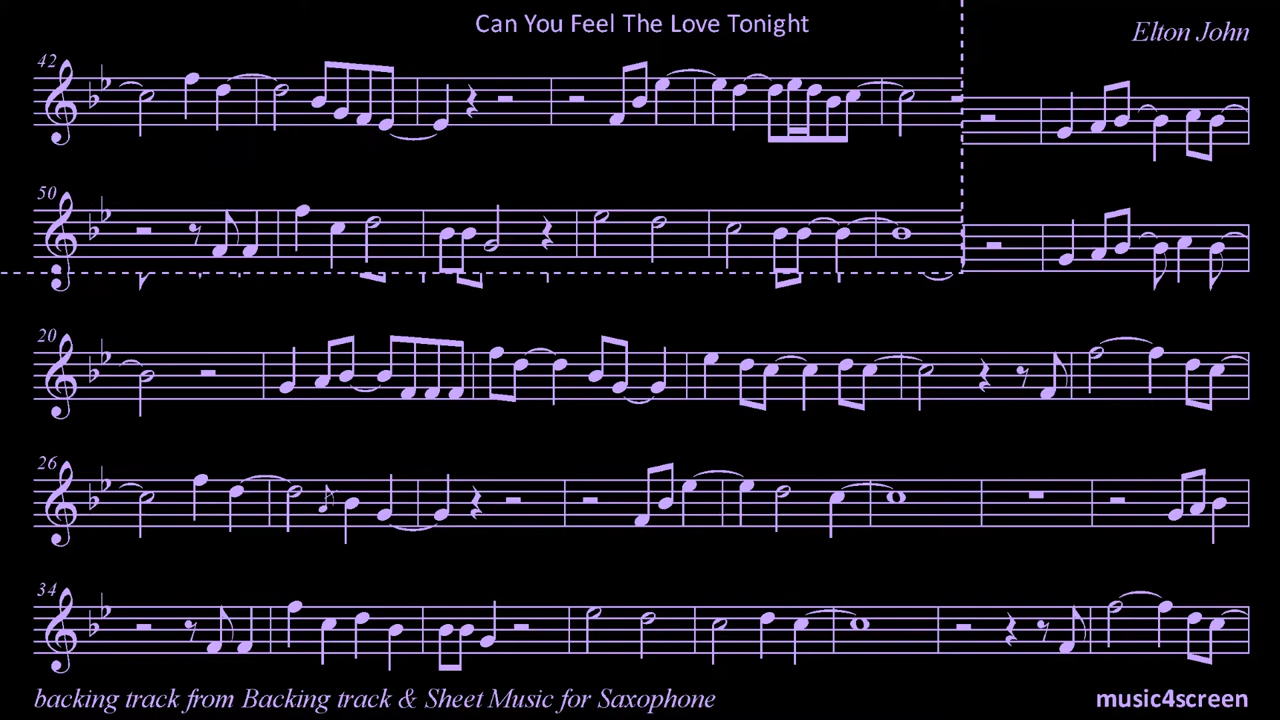 Can You Feel The Love Tonight
Elton John
42
50
20
26
34
backing track from Backing track & Sheet Music for Saxophone
music4screen